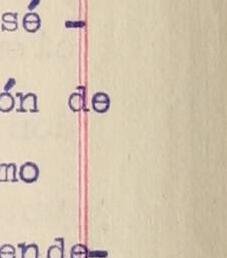 sé -
ón de
mo
ende-